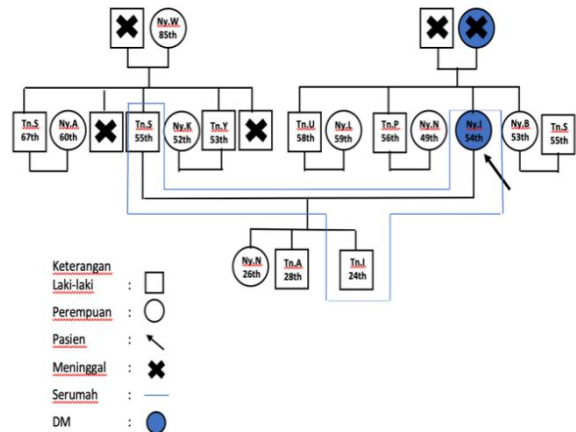 Ny.W
85th
Tn.S
67th
Ny.A
60th
Tn.S
55th
Ny.K
52th
Tn.Y
53th
Tn.U
58th
Ny.L
59th
Tn.P
56th
Ny.N
49th
Ny.I
54th
Ny.B
53th
Tn.S
55th
Ny.N
26th
Tn.A
28th
Tn.I
24th
Keterangan
Laki-laki :
Perempuan :
Pasien :
Meninggal :
Serumah :
DM :